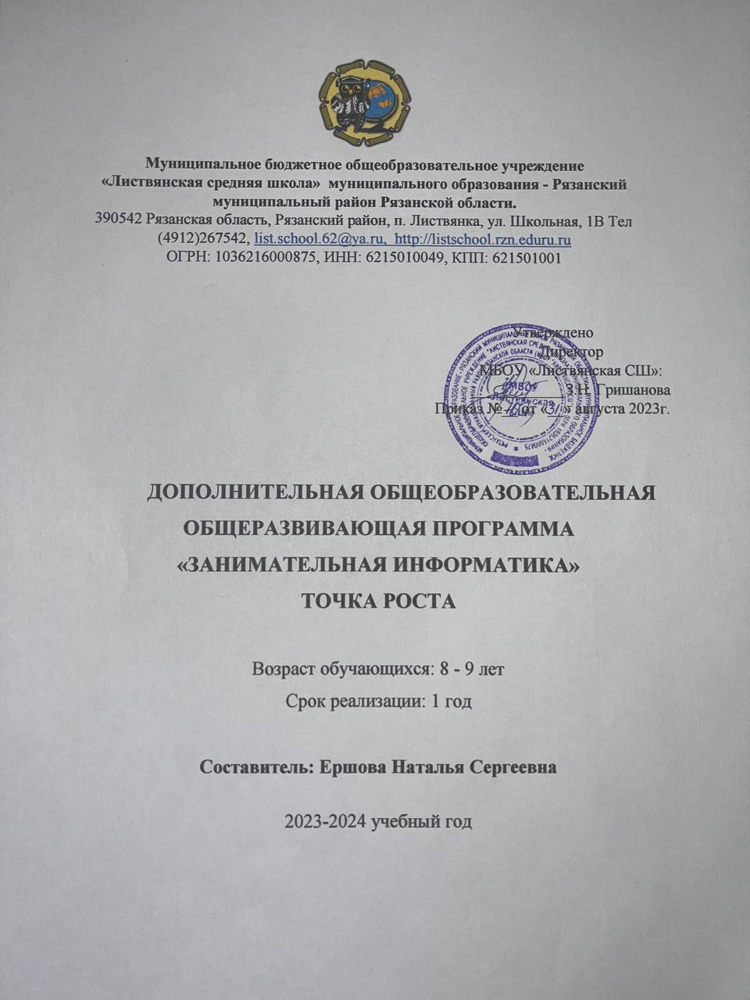 Муниципальное бюджетное общеобразовательное учреждение
«Листвянская средняя школа» муниципального образования - Рязанский
муниципальный район Рязанской области.
390542 Рязанская область, Рязанский район, п. Листвянка, ул. Школьная, 1В Тел
(4912)267542, list.school.62@ya.ru, http://listschool.rzn.eduru.ru
ОГРН: 1036216000875, ИНН: 6215010049, КПП: 621501001
Утверждено
Директор
МБОУ «Листвянская СШ»:
З.Н. Гришанова
Приказ № от «31» августа 2023г.
ДОПОЛНИТЕЛЬНАЯ ОБЩЕОБРАЗОВАТЕЛЬНАЯ
ОБЩЕРАЗВИВАЮЩАЯ ПРОГРАММА
«ЗАНИМАТЕЛЬНАЯ ИНФОРМАТИКА»
ТОЧКА РОСТА
Возраст обучающихся: 8 - 9 лет
Срок реализации: 1 год
Составитель: Ершова Наталья Сергеевна
2023-2024 учебный год